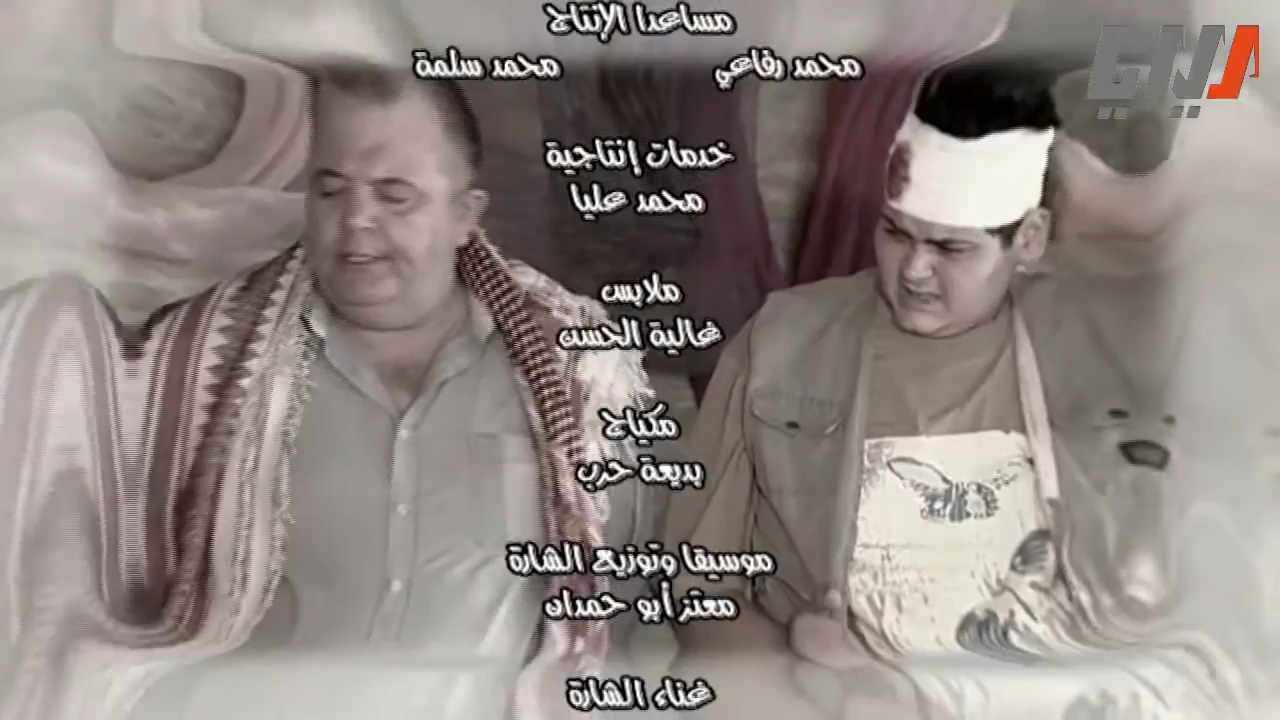 مساعدا الإنتاج
محمد رفاعي محمد سلمة
خدمات إنتاجية
محمد عليا
ملابس
غالية الحسن
مكياج
بديعة حرب
موسيقا وتوزيع الشارة
معتز أبو حمدان
غناء الشارة